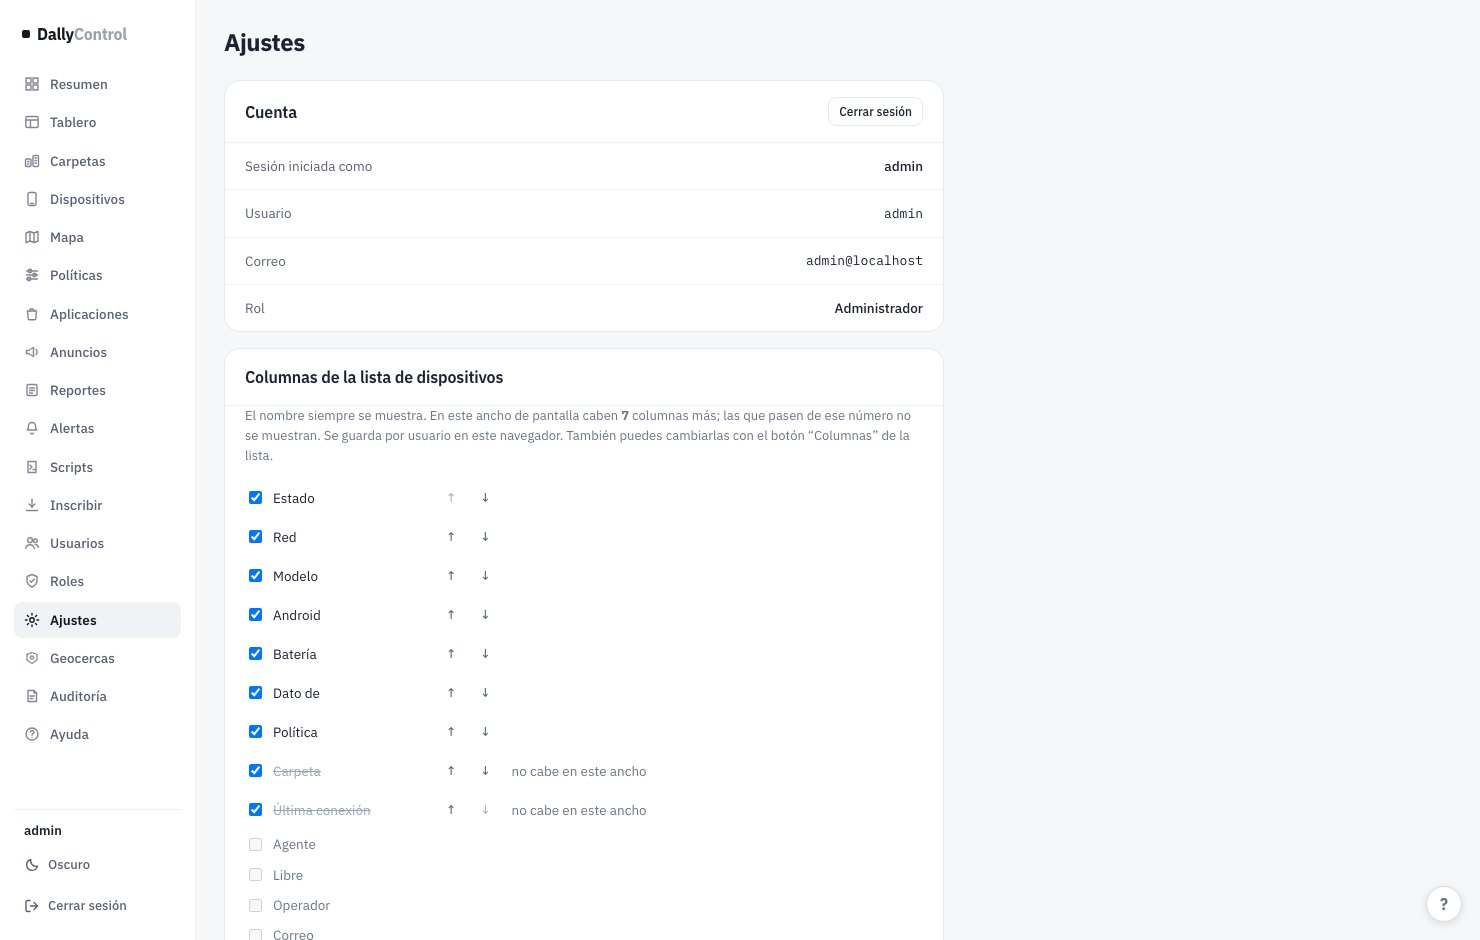 DallyControl
Resumen
Tablero
Carpetas
Dispositivos
Mapa
Políticas
Aplicaciones
Anuncios
Reportes
Alertas
Scripts
Inscribir
Usuarios
Roles
Ajustes
Geocercas
Auditoría
Ayuda
admin
Oscuro
Cerrar sesión
Ajustes
Cuenta
Cerrar sesión
Sesión iniciada como
admin
Usuario
admin
Correo
admin@localhost
Rol
Administrador
Columnas de la lista de dispositivos
El nombre siempre se muestra. En este ancho de pantalla caben 7 columnas más; las que pasen de ese número no
se muestran. Se guarda por usuario en este navegador. También puedes cambiarlas con el botón “Columnas” de la
lista.
Estado ↑ ↓
Red ↑ ↓
Modelo ↑ ↓
Android ↑ ↓
Batería ↑ ↓
Dato de ↑ ↓
Política ↑ ↓
Carpeta ↑ ↓ no cabe en este ancho
Última conexión ↑ ↓ no cabe en este ancho
Agente
Libre
Operador
Correo
?